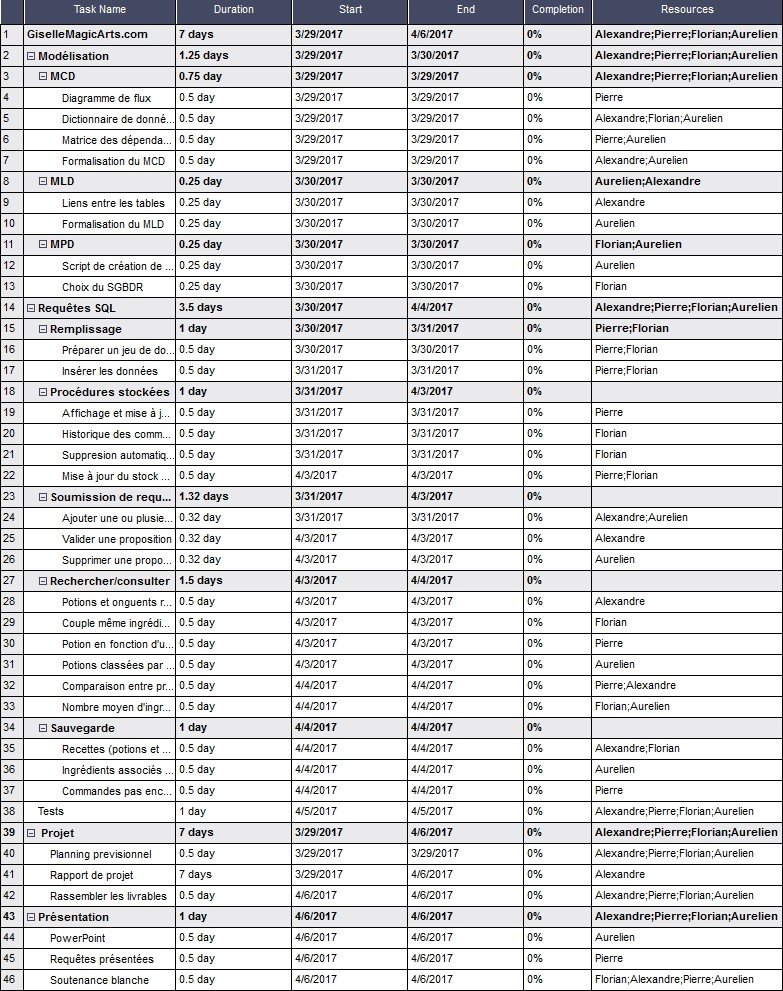 Task Name Duration Start End Completion Resources
1 GiselleMagicArts.com 7 days 3/29/2017 4/6/2017 0% Alexandre;Pierre;Florian;Aurelien
2 Modélisation 1.25 days 3/29/2017 3/30/2017 0% Alexandre;Pierre;Florian;Aurelien
3 MCD 0.75 day 3/29/2017 3/29/2017 0% Alexandre;Pierre;Florian;Aurelien
4 Diagramme de flux 0.5 day 3/29/2017 3/29/2017 0% Pierre
5 Dictionnaire de donné... 0.5 day 3/29/2017 3/29/2017 0% Alexandre;Florian;Aurelien
6 Matrice des dépenda... 0.5 day 3/29/2017 3/29/2017 0% Pierre;Aurelien
7 Formalisation du MCD 0.5 day 3/29/2017 3/29/2017 0% Alexandre;Aurelien
8 MLD 0.25 day 3/30/2017 3/30/2017 0% Aurelien;Alexandre
9 Liens entre les tables 0.25 day 3/30/2017 3/30/2017 0% Alexandre
10 Formalisation du MLD 0.25 day 3/30/2017 3/30/2017 0% Aurelien
11 MPD 0.25 day 3/30/2017 3/30/2017 0% Florian;Aurelien
12 Script de création de ... 0.25 day 3/30/2017 3/30/2017 0% Aurelien
13 Choix du SGBDR 0.25 day 3/30/2017 3/30/2017 0% Florian
14 Requêtes SQL 3.5 days 3/30/2017 4/4/2017 0% Alexandre;Pierre;Florian;Aurelien
15 Remplissage 1 day 3/30/2017 3/31/2017 0% Pierre;Florian
16 Préparer un jeu de do... 0.5 day 3/30/2017 3/30/2017 0% Pierre;Florian
17 Insérer les données 0.5 day 3/31/2017 3/31/2017 0% Pierre;Florian
18 Procédures stockées 1 day 3/31/2017 4/3/2017 0%
19 Affichage et mise à j... 0.5 day 3/31/2017 3/31/2017 0% Pierre
20 Historique des comm... 0.5 day 3/31/2017 3/31/2017 0% Florian
21 Suppresion automatiq... 0.5 day 3/31/2017 3/31/2017 0% Florian
22 Mise à jour du stock ... 0.5 day 4/3/2017 4/3/2017 0% Pierre;Florian
23 Soumission de requ... 1.32 days 3/31/2017 4/3/2017 0%
24 Ajouter une ou plusie... 0.32 day 3/31/2017 3/31/2017 0% Alexandre;Aurelien
25 Valider une proposition 0.32 day 4/3/2017 4/3/2017 0% Alexandre
26 Supprimer une propo... 0.32 day 4/3/2017 4/3/2017 0% Aurelien
27 Rechercher/consulter 1.5 days 4/3/2017 4/4/2017 0%
28 Potions et onguents r... 0.5 day 4/3/2017 4/3/2017 0% Alexandre
29 Couple même ingrédi... 0.5 day 4/3/2017 4/3/2017 0% Florian
30 Potion en fonction d'u... 0.5 day 4/3/2017 4/3/2017 0% Pierre
31 Potions classées par ... 0.5 day 4/3/2017 4/3/2017 0% Aurelien
32 Comparaison entre pr... 0.5 day 4/4/2017 4/4/2017 0% Pierre;Alexandre
33 Nombre moyen d'ingr... 0.5 day 4/4/2017 4/4/2017 0% Florian;Aurelien
34 Sauvegarde 1 day 4/4/2017 4/4/2017 0%
35 Recettes (potions et ... 0.5 day 4/4/2017 4/4/2017 0% Alexandre;Florian
36 Ingrédients associés ... 0.5 day 4/4/2017 4/4/2017 0% Aurelien
37 Commandes pas enc... 0.5 day 4/4/2017 4/4/2017 0% Pierre
38 Tests 1 day 4/5/2017 4/5/2017 0% Alexandre;Pierre;Florian;Aurelien
39 Projet 7 days 3/29/2017 4/6/2017 0% Alexandre;Pierre;Florian;Aurelien
40 Planning previsionnel 0.5 day 3/29/2017 3/29/2017 0% Alexandre;Pierre;Florian;Aurelien
41 Rapport de projet 7 days 3/29/2017 4/6/2017 0% Alexandre
42 Rassembler les livrables 0.5 day 4/6/2017 4/6/2017 0% Alexandre;Pierre;Florian;Aurelien
43 Présentation 1 day 4/6/2017 4/6/2017 0% Alexandre;Pierre;Florian;Aurelien
44 PowerPoint 0.5 day 4/6/2017 4/6/2017 0% Aurelien
45 Requêtes présentées 0.5 day 4/6/2017 4/6/2017 0% Pierre
46 Soutenance blanche 0.5 day 4/6/2017 4/6/2017 0% Florian;Alexandre;Pierre;Aurelien